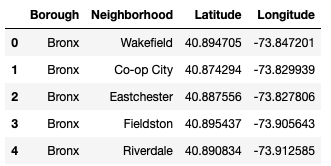 Borough Neighborhood Latitude Longitude
0 Bronx Wakefield 40.894705 -73.847201
1 Bronx Co-op City 40.874294 -73.829939
2 Bronx Eastchester 40.887556 -73.827806
3 Bronx Fieldston 40.895437 -73.905643
4 Bronx Riverdale 40.890834 -73.912585